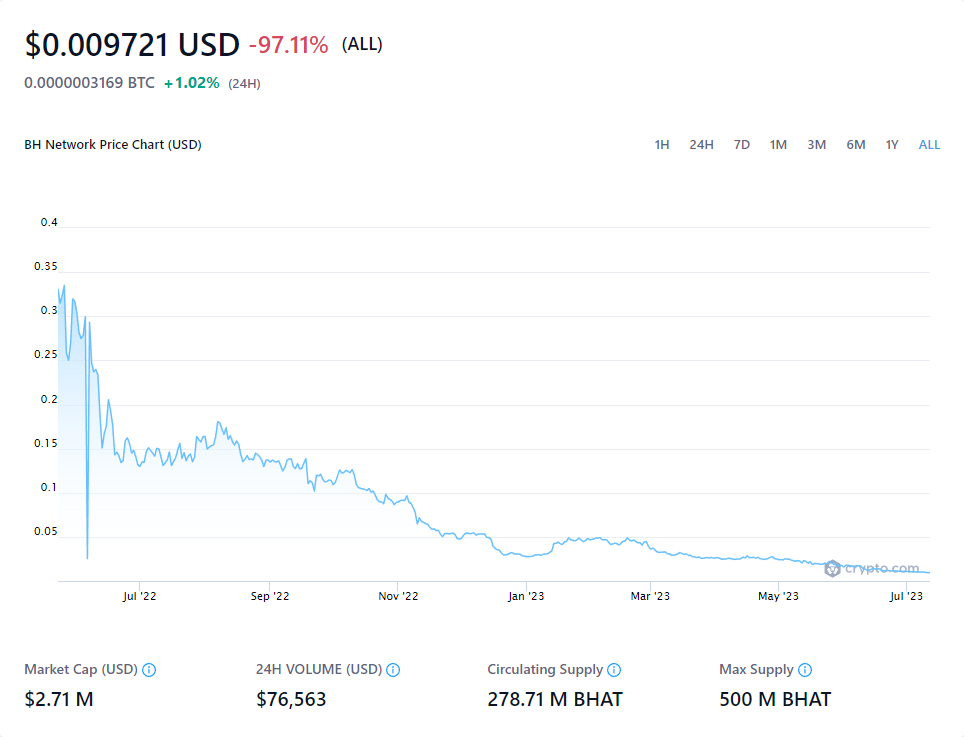 $0.009721 USD -97.11% (ALL)
0.0000003169 BTC +1.02% (24H)
BH Network Price Chart (USD) 1H 24H 7D 1M 3M 6M 1Y ALL
0.4
0.35
0.3
0.25
0.2
0.15
0.1
0.05
crypto.com
Jul '22 Sep '22 Nov '22 Jan '23 Mar '23 May '23 Jul '23
Market Cap (USD) 24H VOLUME (USD) Circulating Supply Max Supply
$2.71 M $76,563 278.71 M BHAT 500 M BHAT